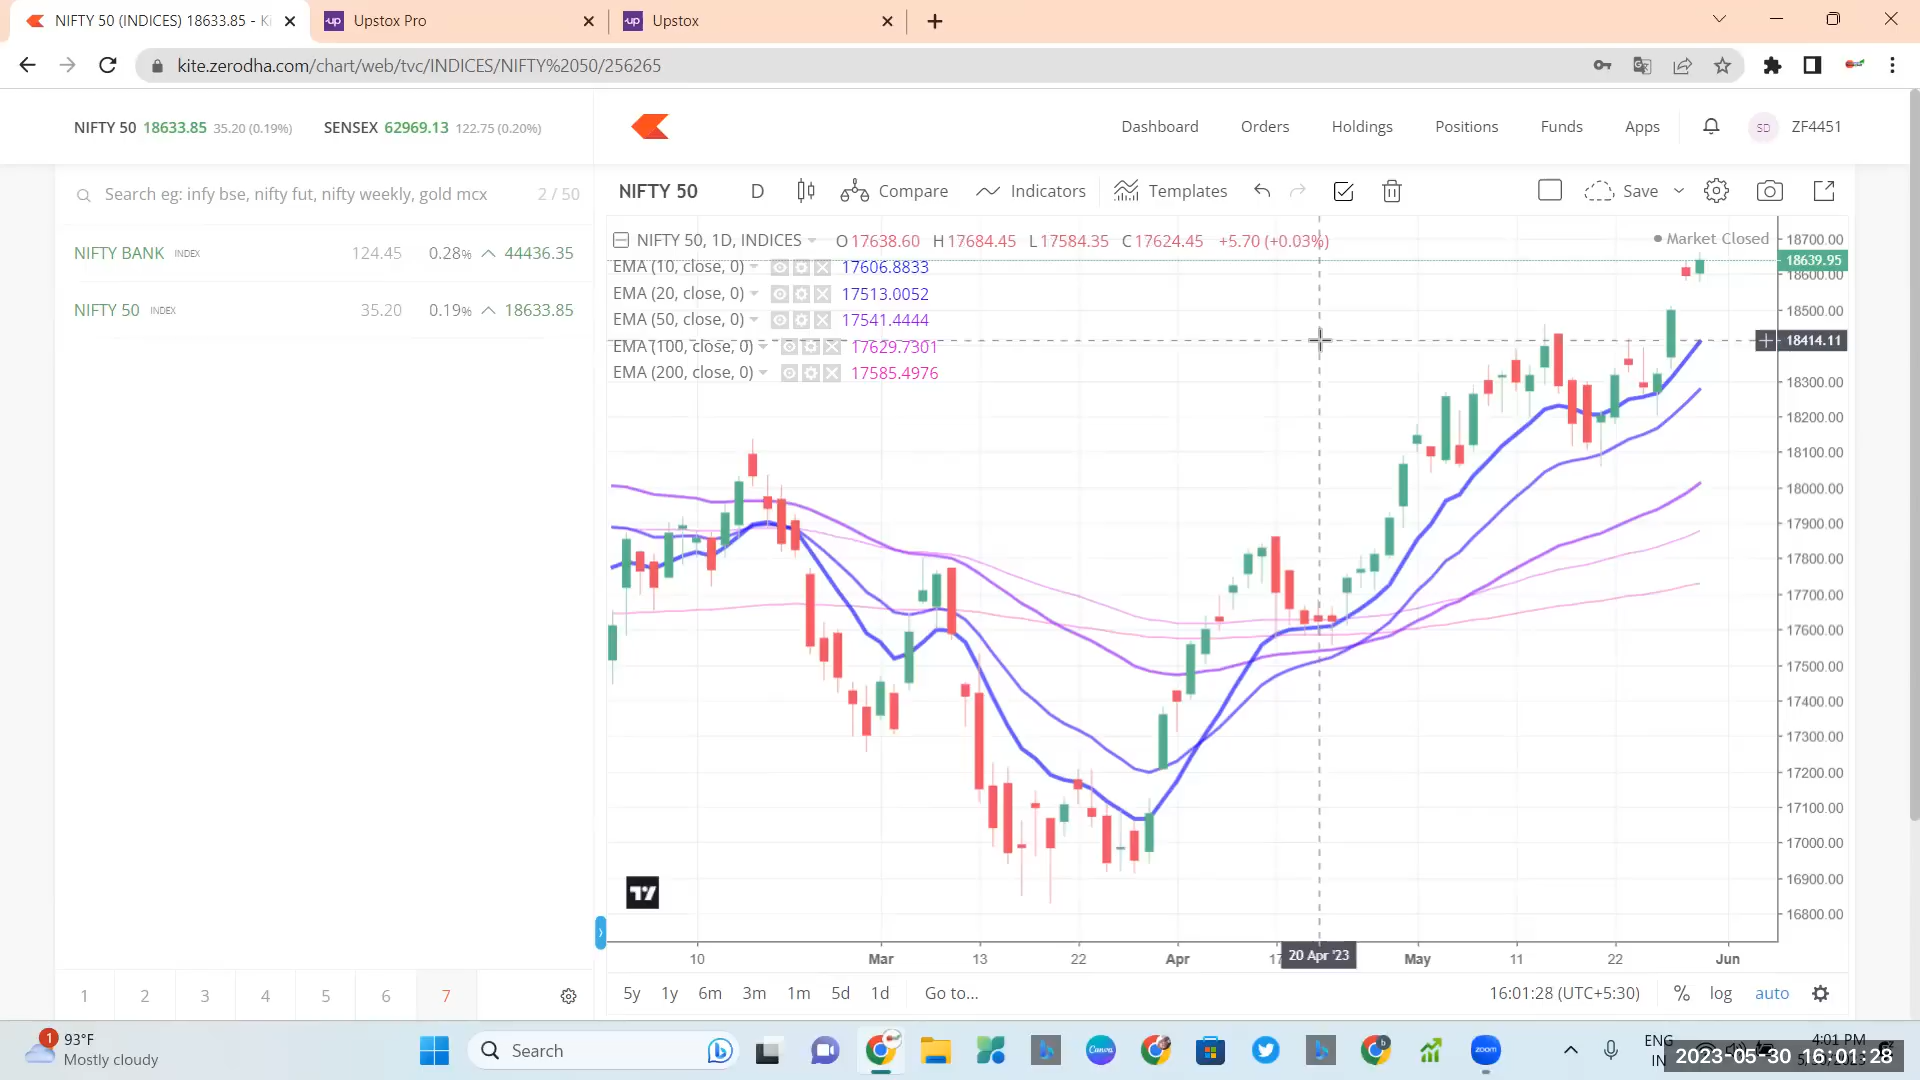 NIFTY 50 (INDICES) 18633.85 - Ki
Upstox Pro
Upstox
kite.zerodha.com/chart/web/tvc/INDICES/NIFTY%2050/256265
NIFTY 50 18633.85 35.20 (0.19%) SENSEX 62969.13 122.75 (0.20%)
Dashboard Orders Holdings Positions Funds Apps SD ZF4451
Search eg: infy bse, nifty fut, nifty weekly, gold mcx 2 / 50
NIFTY BANK INDEX 124.45 0.28% 44436.35
NIFTY 50 INDEX 35.20 0.19% 18633.85
NIFTY 50 D Compare Indicators Templates Save
NIFTY 50, 1D, INDICES O17638.60 H17684.45 L17584.35 C17624.45 +5.70 (+0.03%)
Market Closed
EMA (10, close, 0) 17606.8833
EMA (20, close, 0) 17513.0052
EMA (50, close, 0) 17541.4444
EMA (100, close, 0) 17629.7301
EMA (200, close, 0) 17585.4976
18700.00
18639.95
18600.00
18500.00
18414.11
18300.00
18200.00
18100.00
18000.00
17900.00
17800.00
17700.00
17600.00
17500.00
17400.00
17300.00
17200.00
17100.00
17000.00
16900.00
16800.00
10 Mar 13 22 Apr 17 20 Apr '23 May 11 22 Jun
1 2 3 4 5 6 7
5y 1y 6m 3m 1m 5d 1d Go to... 16:01:28 (UTC+5:30) % log auto
1 93°F
Mostly cloudy
Search
Canva
zoom
ENG
IN
4:01 PM
2023-05-30 16:01:28